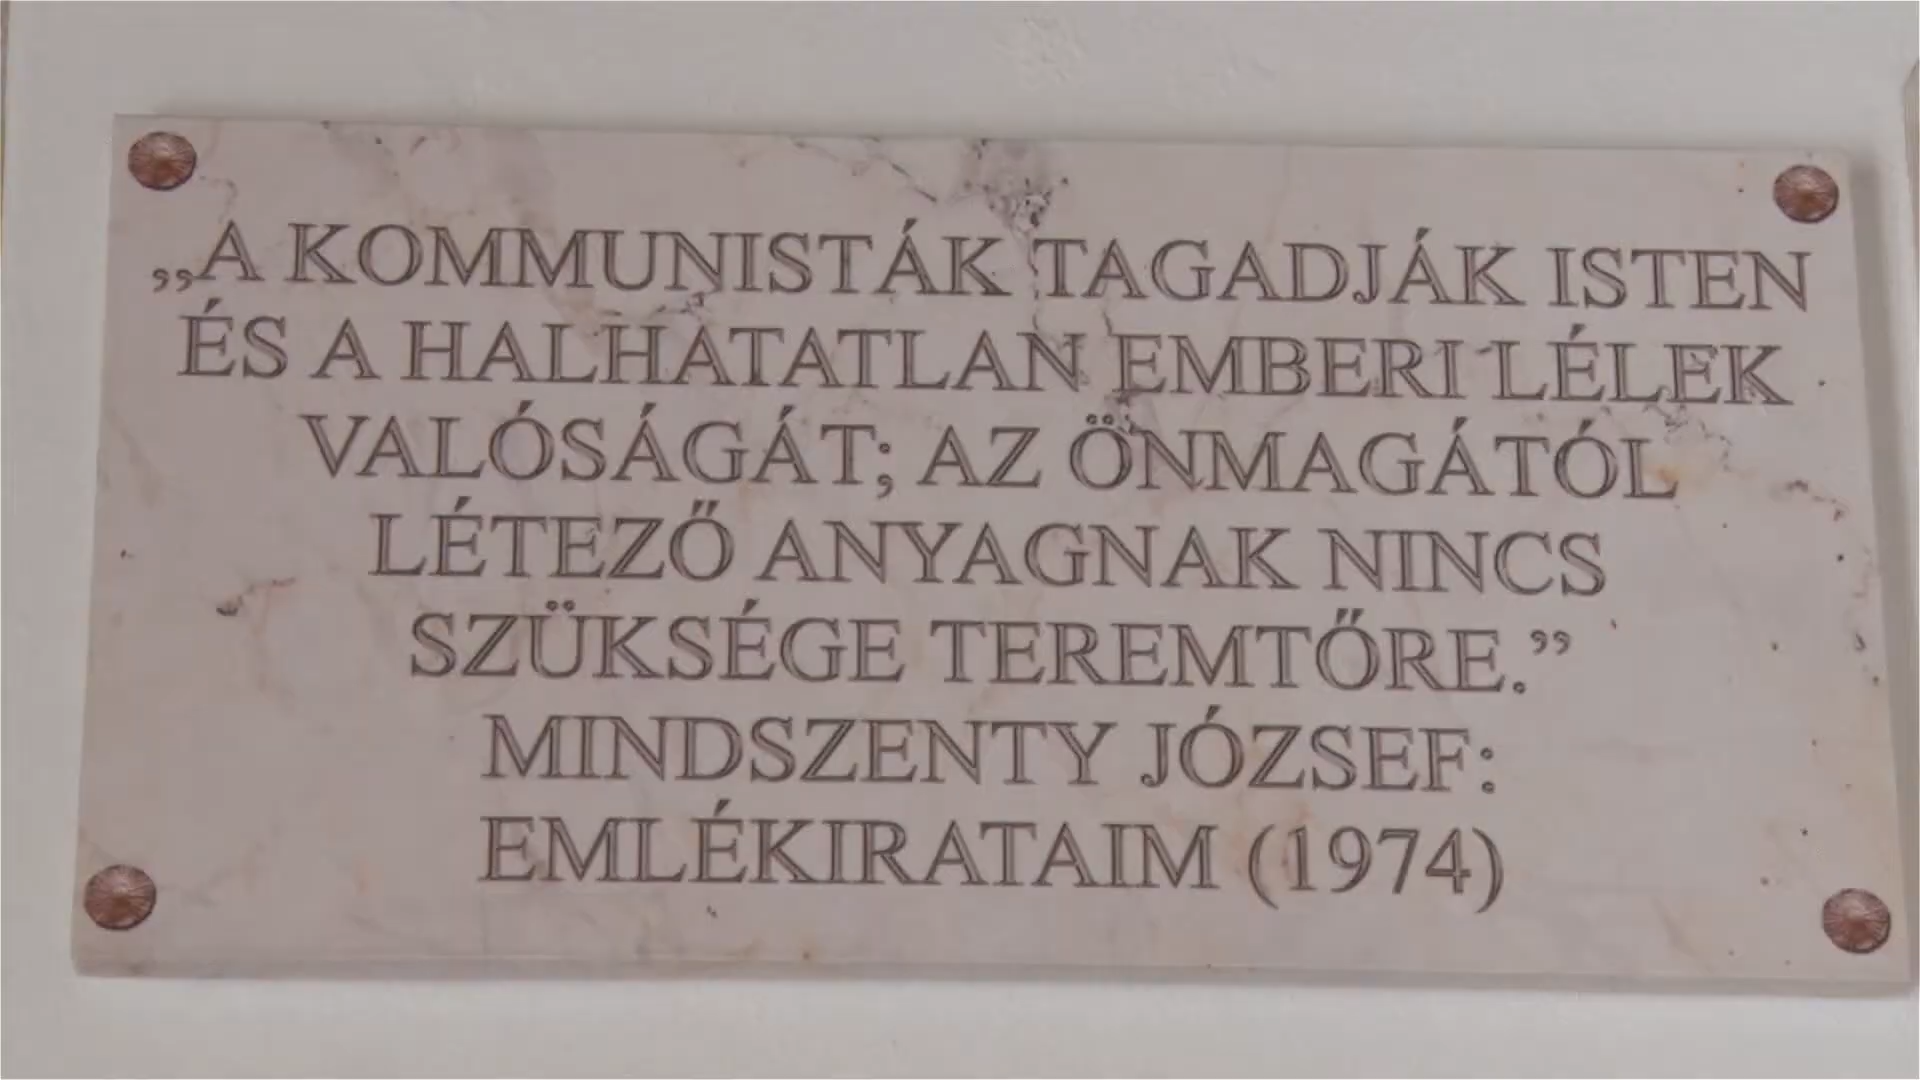 „A KOMMUNISTÁK TAGADJÁK ISTEN
ÉS A HALHATATLAN EMBERI LÉLEK
VALÓSÁGÁT; AZ ÖNMAGÁTÓL
LÉTEZŐ ANYAGNAK NINCS
SZÜKSÉGE TEREMTŐRE.”
MINDSZENTY JÓZSEF:
EMLÉKIRATAIM (1974)